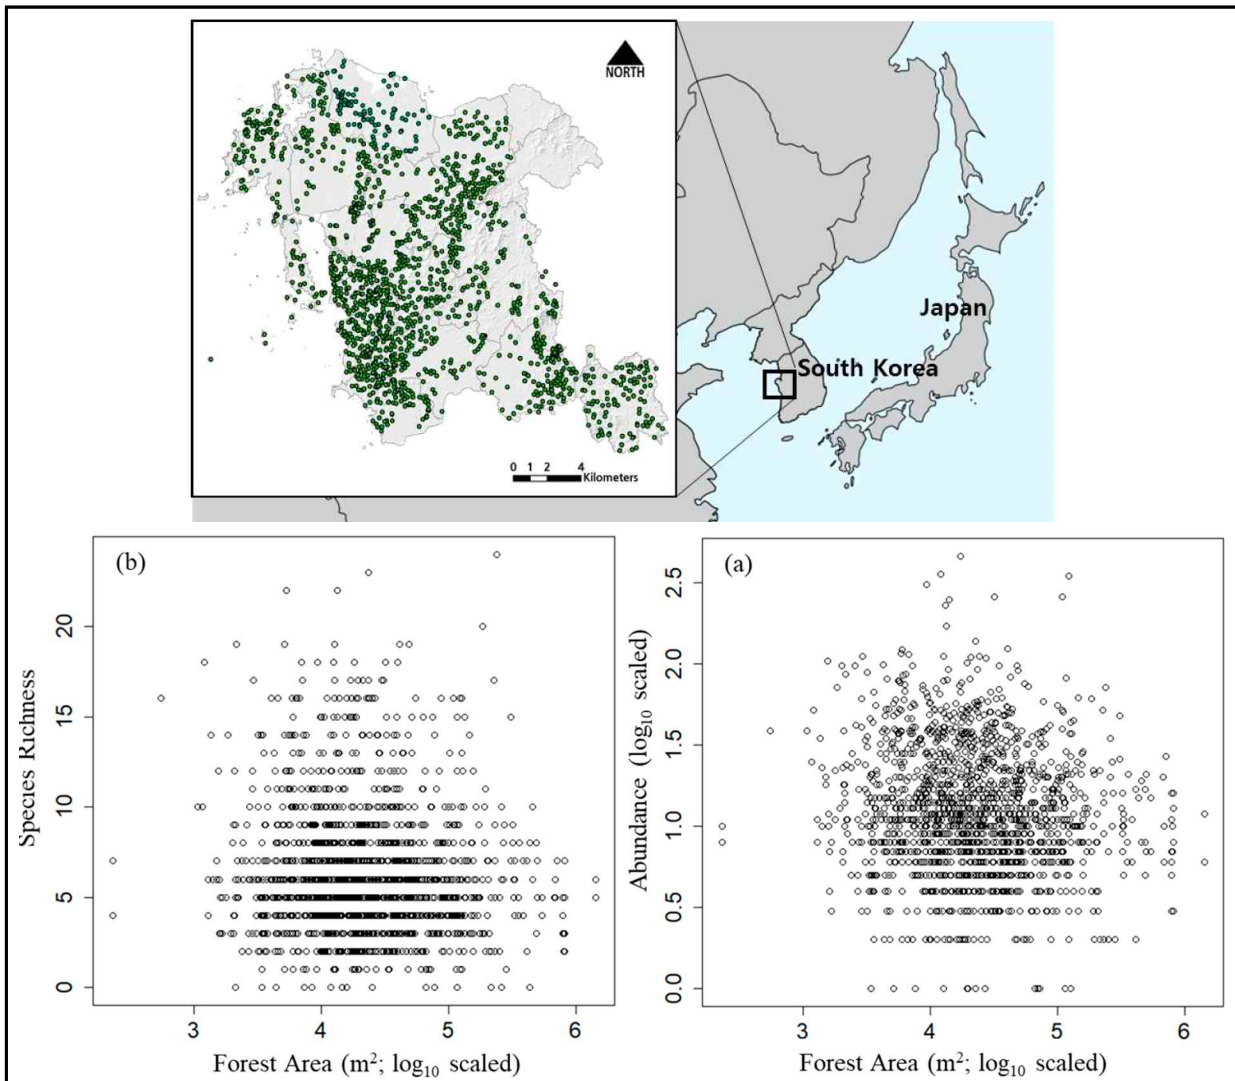 NORTH
Japan
South Korea
0 1 2 4
Kilometers
(b)
Species Richness
20
15
10
5
0
3 4 5 6
Forest Area (m²; log₁₀ scaled)
(a)
Abundance (log₁₀ scaled)
2.5
2.0
1.5
1.0
0.5
0.0
3 4 5 6
Forest Area (m²; log₁₀ scaled)